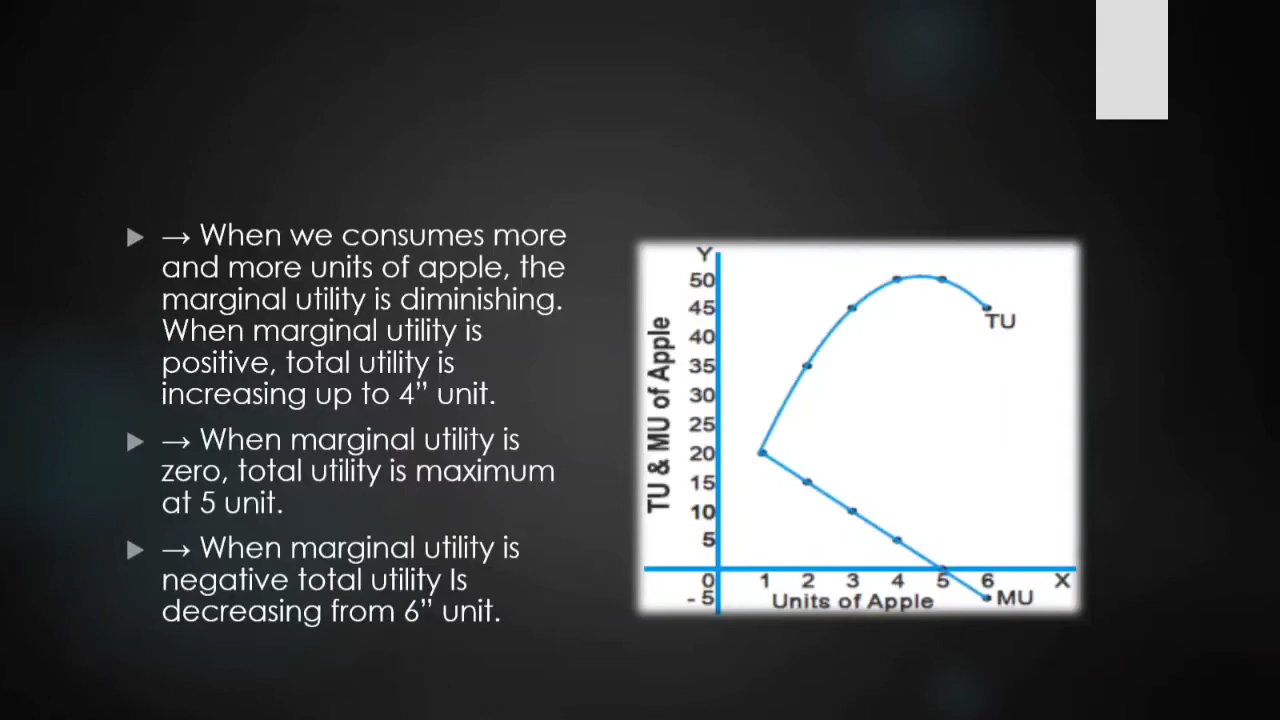 → When we consumes more
and more units of apple, the
marginal utility is diminishing.
When marginal utility is
positive, total utility is
increasing up to 4” unit.
→ When marginal utility is
zero, total utility is maximum
at 5 unit.
→ When marginal utility is
negative total utility Is
decreasing from 6” unit.
Y
50
45
40
35
30
25
20
15
10
5
0
- 5
TU & MU of Apple
TU
1 2 3 4 5 6 X
Units of Apple
MU